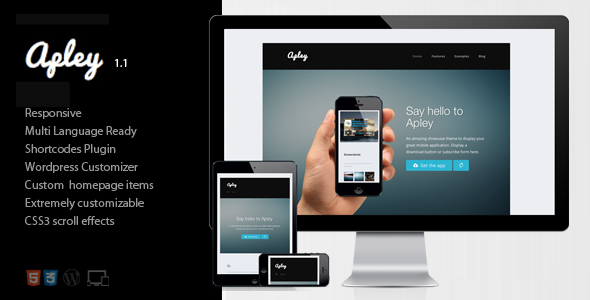 Apley 1.1
Responsive
Multi Language Ready
Shortcodes Plugin
Wordpress Customizer
Custom homepage items
Extremely customizable
CSS3 scroll effects
Apley
Home Features Examples Blog
Say hello to
Apley
An amazing showcase theme to display your
great mobile application. Display a
download button or subscribe form here.
Get the app
Say hello to Apley